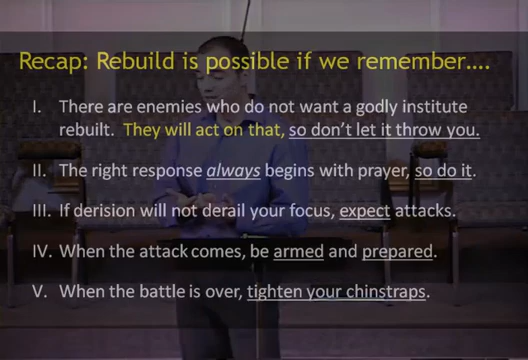 Recap: Rebuild is possible if we remember....
I. There are enemies who do not want a godly institute
rebuilt. They will act on that, so don't let it throw you.
II. The right response always begins with prayer, so do it.
III. If derision will not derail your focus, expect attacks.
IV. When the attack comes, be armed and prepared.
V. When the battle is over, tighten your chinstraps.